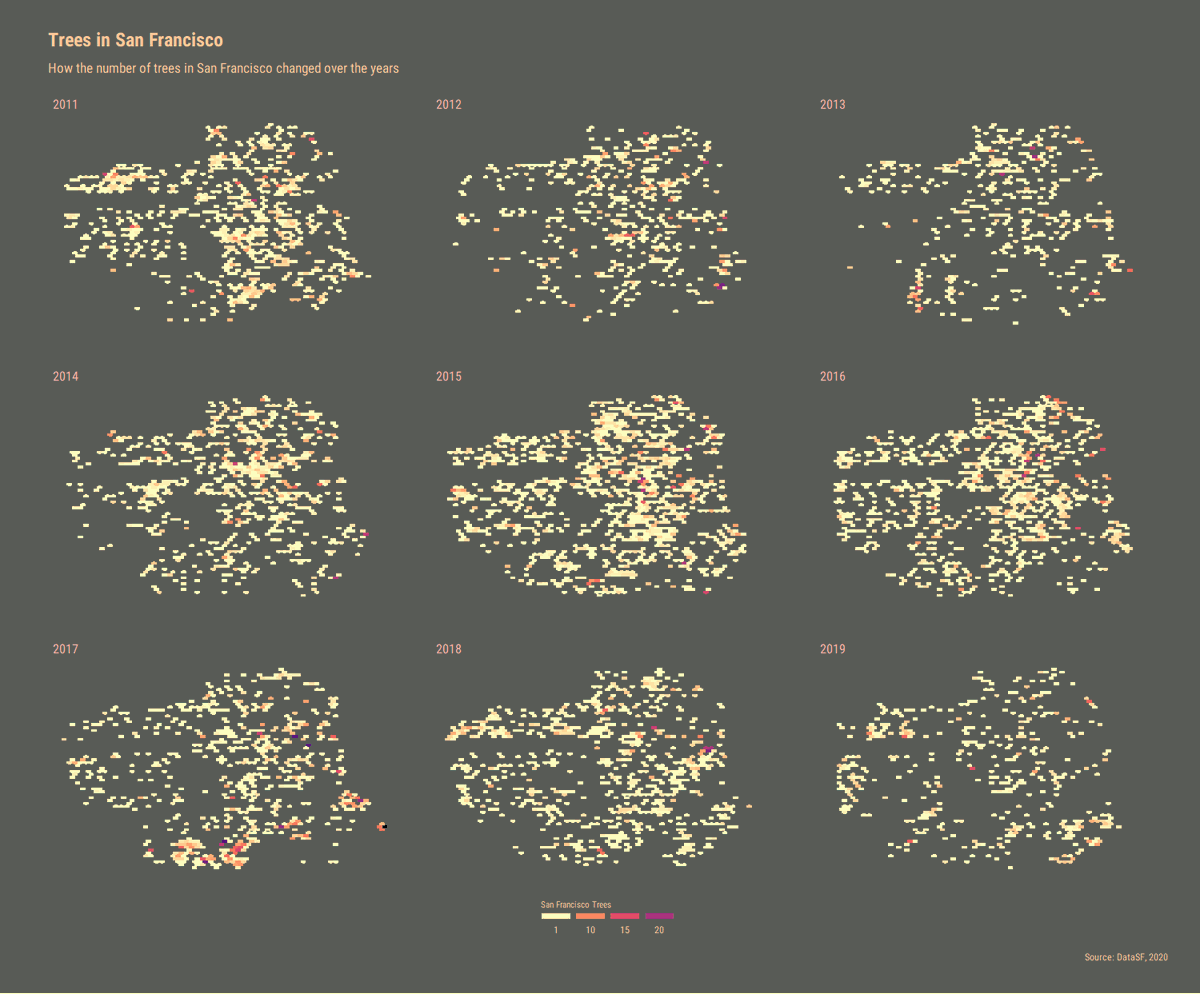 Trees in San Francisco
How the number of trees in San Francisco changed over the years
2011
2012
2013
2014
2015
2016
2017
2018
2019
San Francisco Trees
1 10 15 20
Source: DataSF, 2020